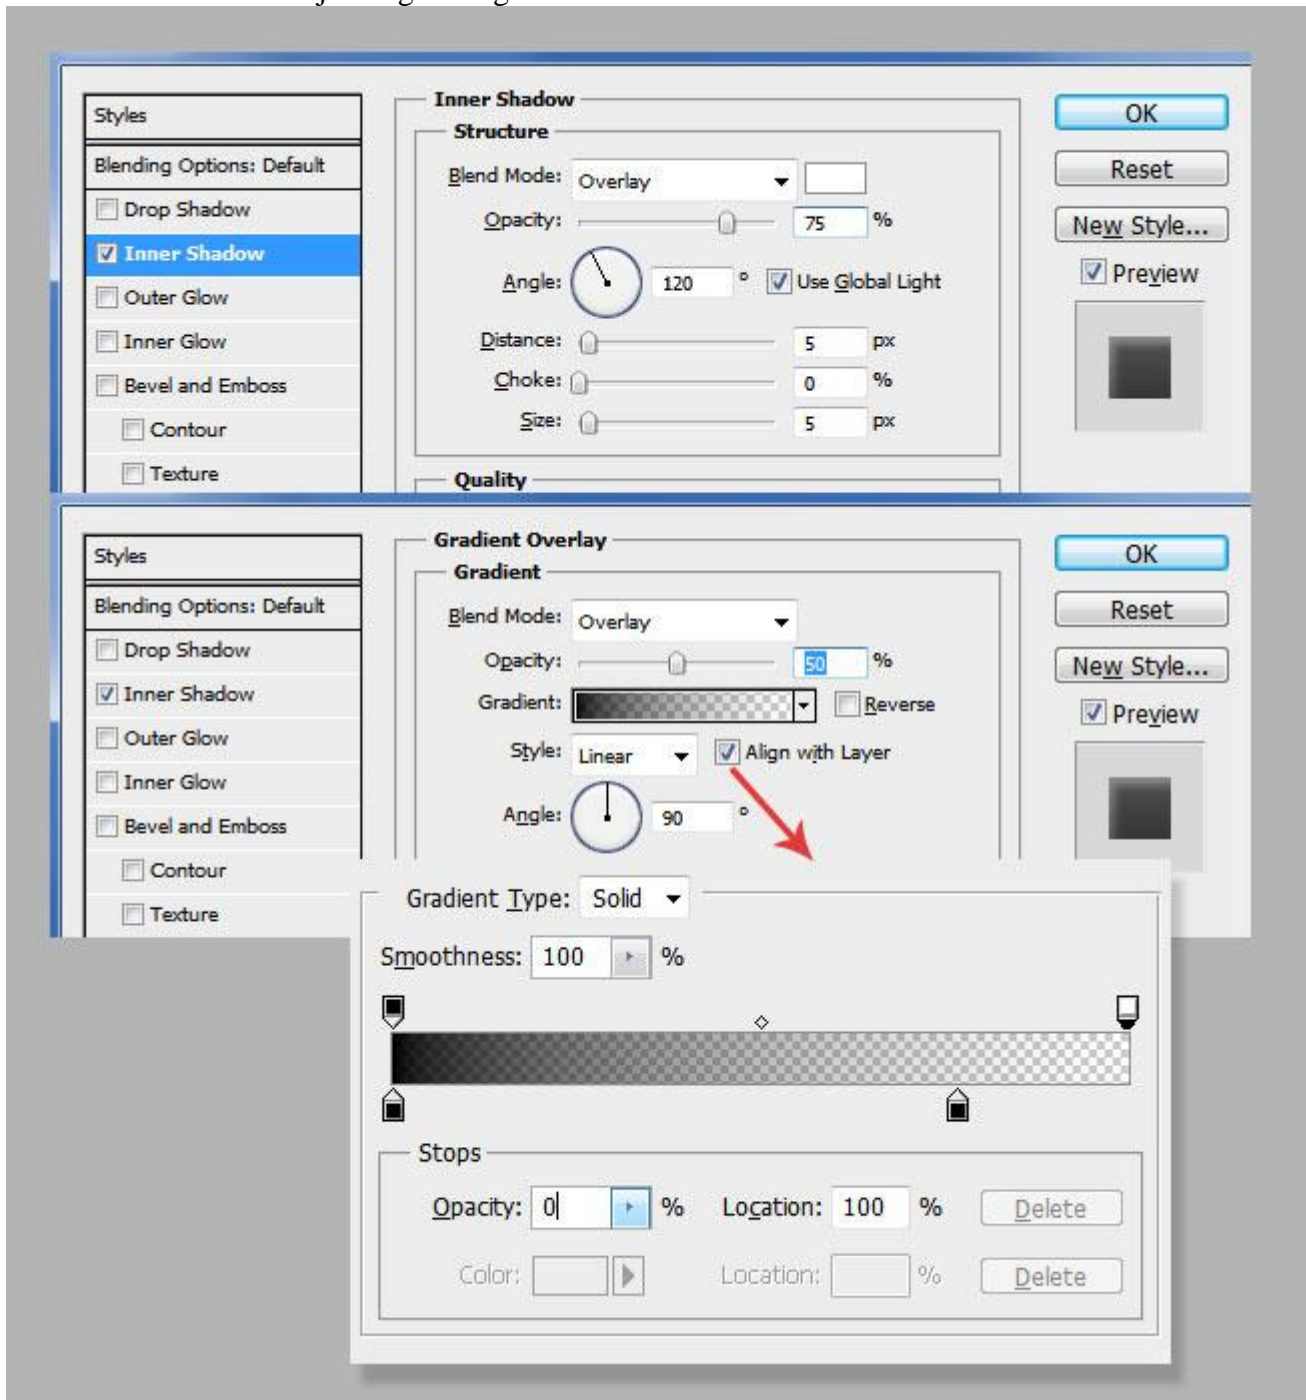 Styles
Blending Options: Default
Drop Shadow
Inner Shadow
Outer Glow
Inner Glow
Bevel and Emboss
Contour
Texture
Inner Shadow
Structure
Blend Mode: Overlay
Opacity: 75 %
Angle: 120 ° Use Global Light
Distance: 5 px
Choke: 0 %
Size: 5 px
Quality
OK
Reset
New Style...
Preview
Styles
Blending Options: Default
Drop Shadow
Inner Shadow
Outer Glow
Inner Glow
Bevel and Emboss
Contour
Texture
Gradient Overlay
Gradient
Blend Mode: Overlay
Opacity: 50 %
Gradient: Reverse
Style: Linear Align with Layer
Angle: 90 °
OK
Reset
New Style...
Preview
Gradient Type: Solid
Smoothness: 100 %
Stops
Opacity: 0 % Location: 100 % Delete
Color: Location: % Delete